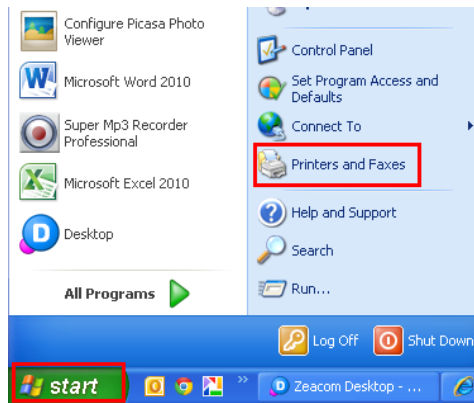 Configure Picasa Photo
Viewer
Microsoft Word 2010
Super Mp3 Recorder
Professional
Microsoft Excel 2010
Desktop
All Programs
Control Panel
Set Program Access and
Defaults
Connect To
Printers and Faxes
Help and Support
Search
Run...
Log Off
Shut Down
start
Zeacom Desktop - ...